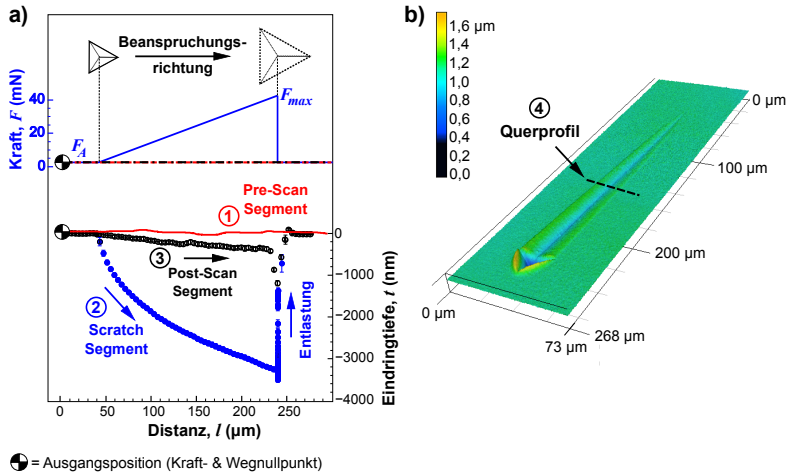 a)
Beanspruchungs-
richtung
Kraft, F (mN)
40
20
0
F_A
F_max
Pre-Scan
Segment
1
3
Post-Scan
Segment
2
Scratch
Segment
Entlastung
0
-1000
-2000
-3000
-4000
Eindringtiefe, t (nm)
0
50
100
150
200
250
Distanz, l (µm)
= Ausgangsposition (Kraft- & Wegnullpunkt)
b)
1,6 µm
1,4
1,2
1,0
0,8
0,6
0,4
0,2
0,0
4
Querprofil
0 µm
100 µm
200 µm
268 µm
73 µm
0 µm